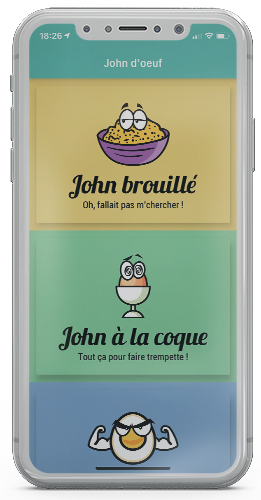 18:26
John d'oeuf
John brouillé
Oh, fallait pas m'chercher !
John à la coque
Tout ça pour faire trempette !